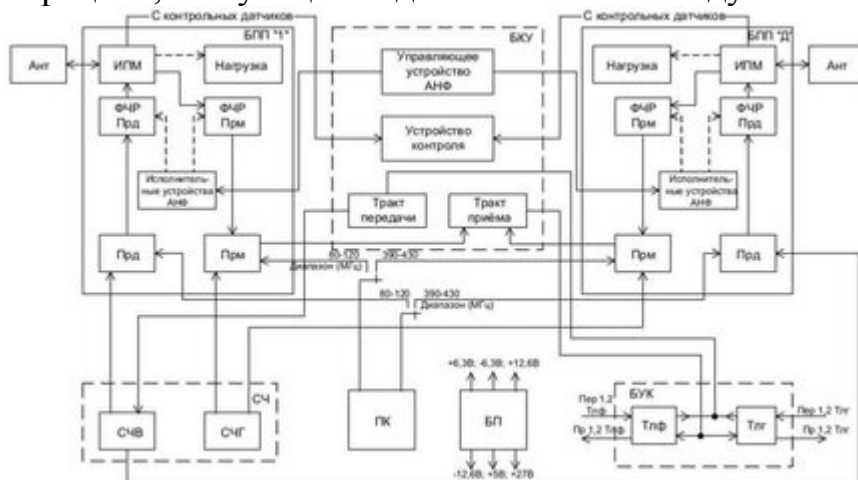 С контрольных датчиков
С контрольных датчиков
БПП "1"
БКУ
БПП "Д"
Ант
ИПМ
Нагрузка
Управляющее
устройство
АНФ
Нагрузка
ИПМ
Ант
ФЧР
Прд
ФЧР
Прм
Устройство
контроля
ФЧР
Прм
ФЧР
Прд
Исполнитель-
ные устройства
АНФ
Исполнитель-
ные устройства
АНФ
Тракт
передачи
Тракт
приёма
Прд
Прм
Прм
Прд
80-120
390-430
Диапазон (МГц)
80-120
390-430
Диапазон (МГц)
+6,3В; -6,3В; +12,6В
СЧ
БУК
СЧВ
СЧГ
ПК
БП
Пер 1,2
Тлф
Тлф
Тлг
Пер 1,2 Тлг
Пр 1,2 Тлф
Пр 1,2 Тлг
-12,6В; +5В; +27В